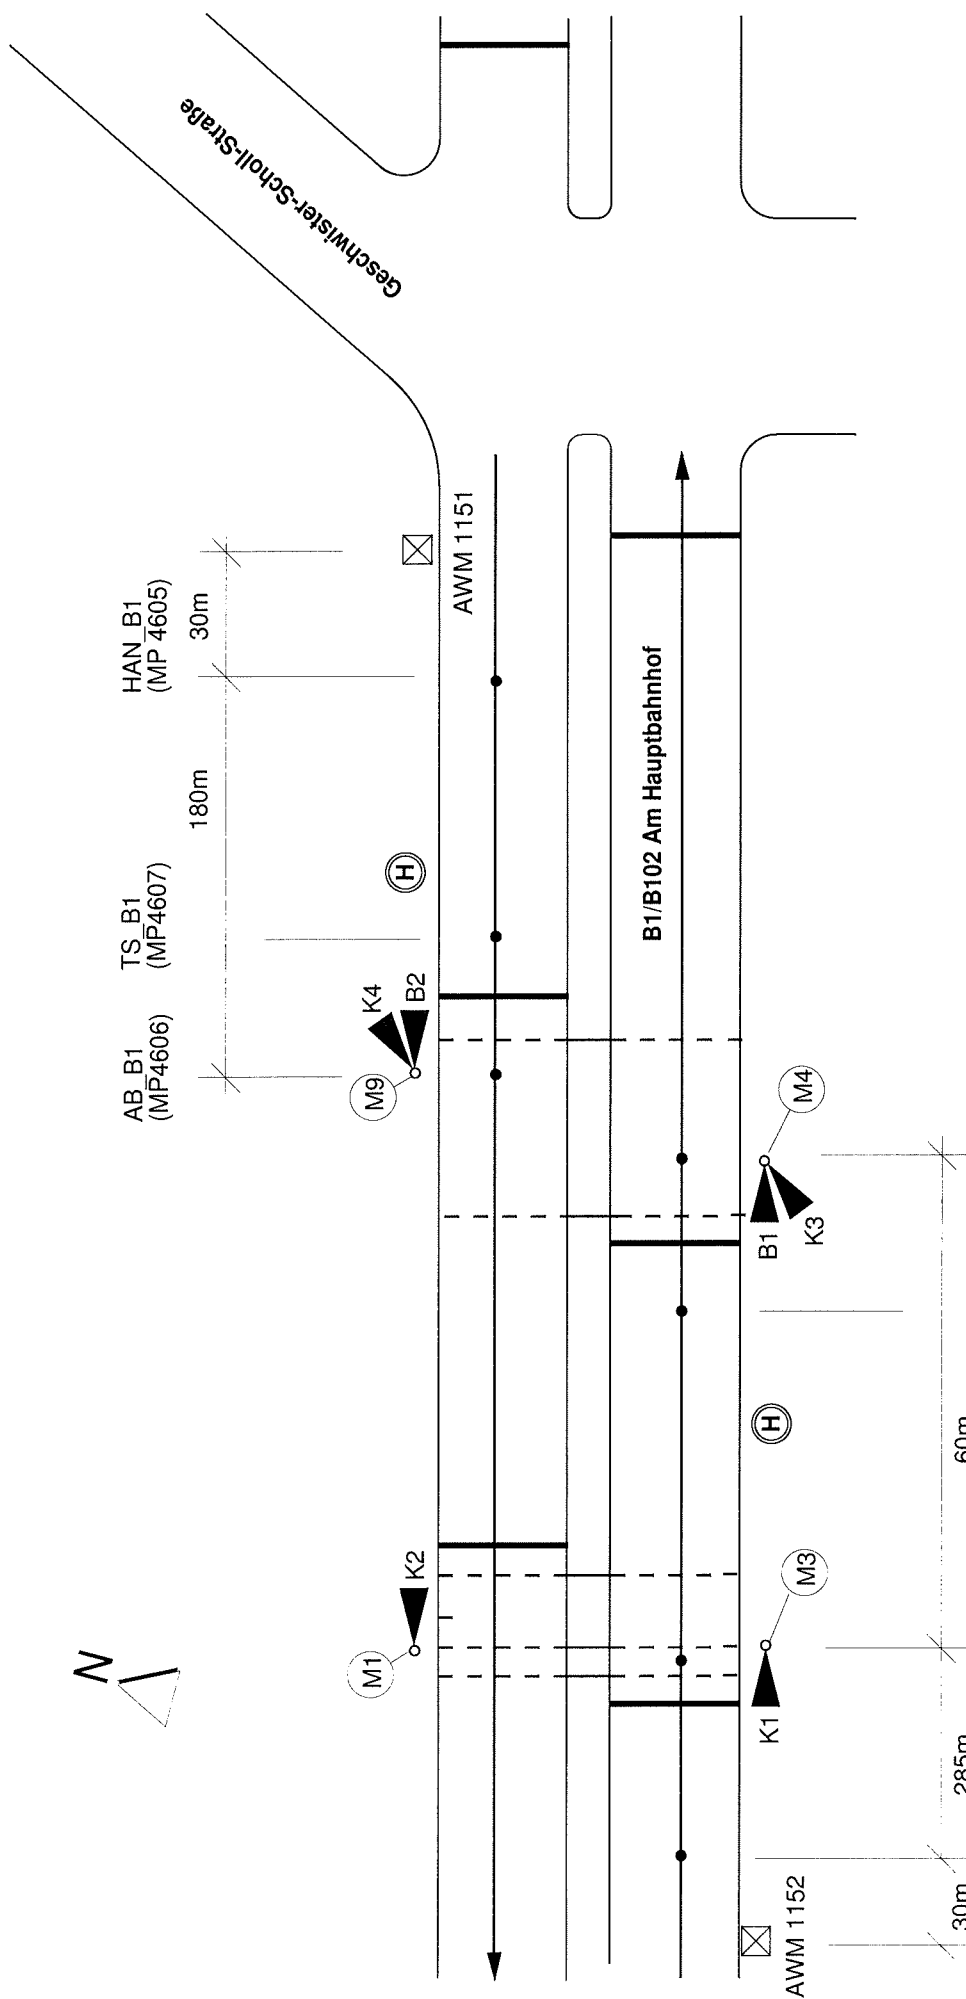 Geschwister-Scholl-Straße
HAN_B1
(MP 4605)
30m
180m
TS_B1
(MP4607)
AB_B1
(MP4606)
AWM 1151
H
K4
B2
M9
B1/B102 Am Hauptbahnhof
M4
B1
K3
H
60m
N
K2
M1
M3
K1
285m
30m
AWM 1152